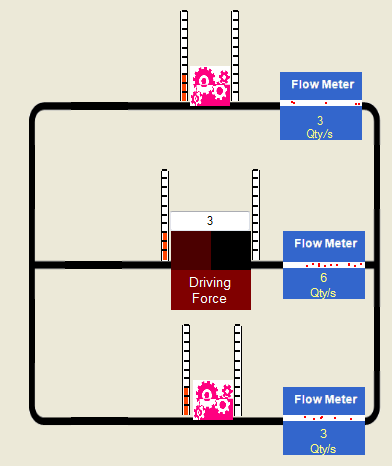 Flow Meter
3
Qty/s
3
Driving
Force
Flow Meter
6
Qty/s
Flow Meter
3
Qty/s